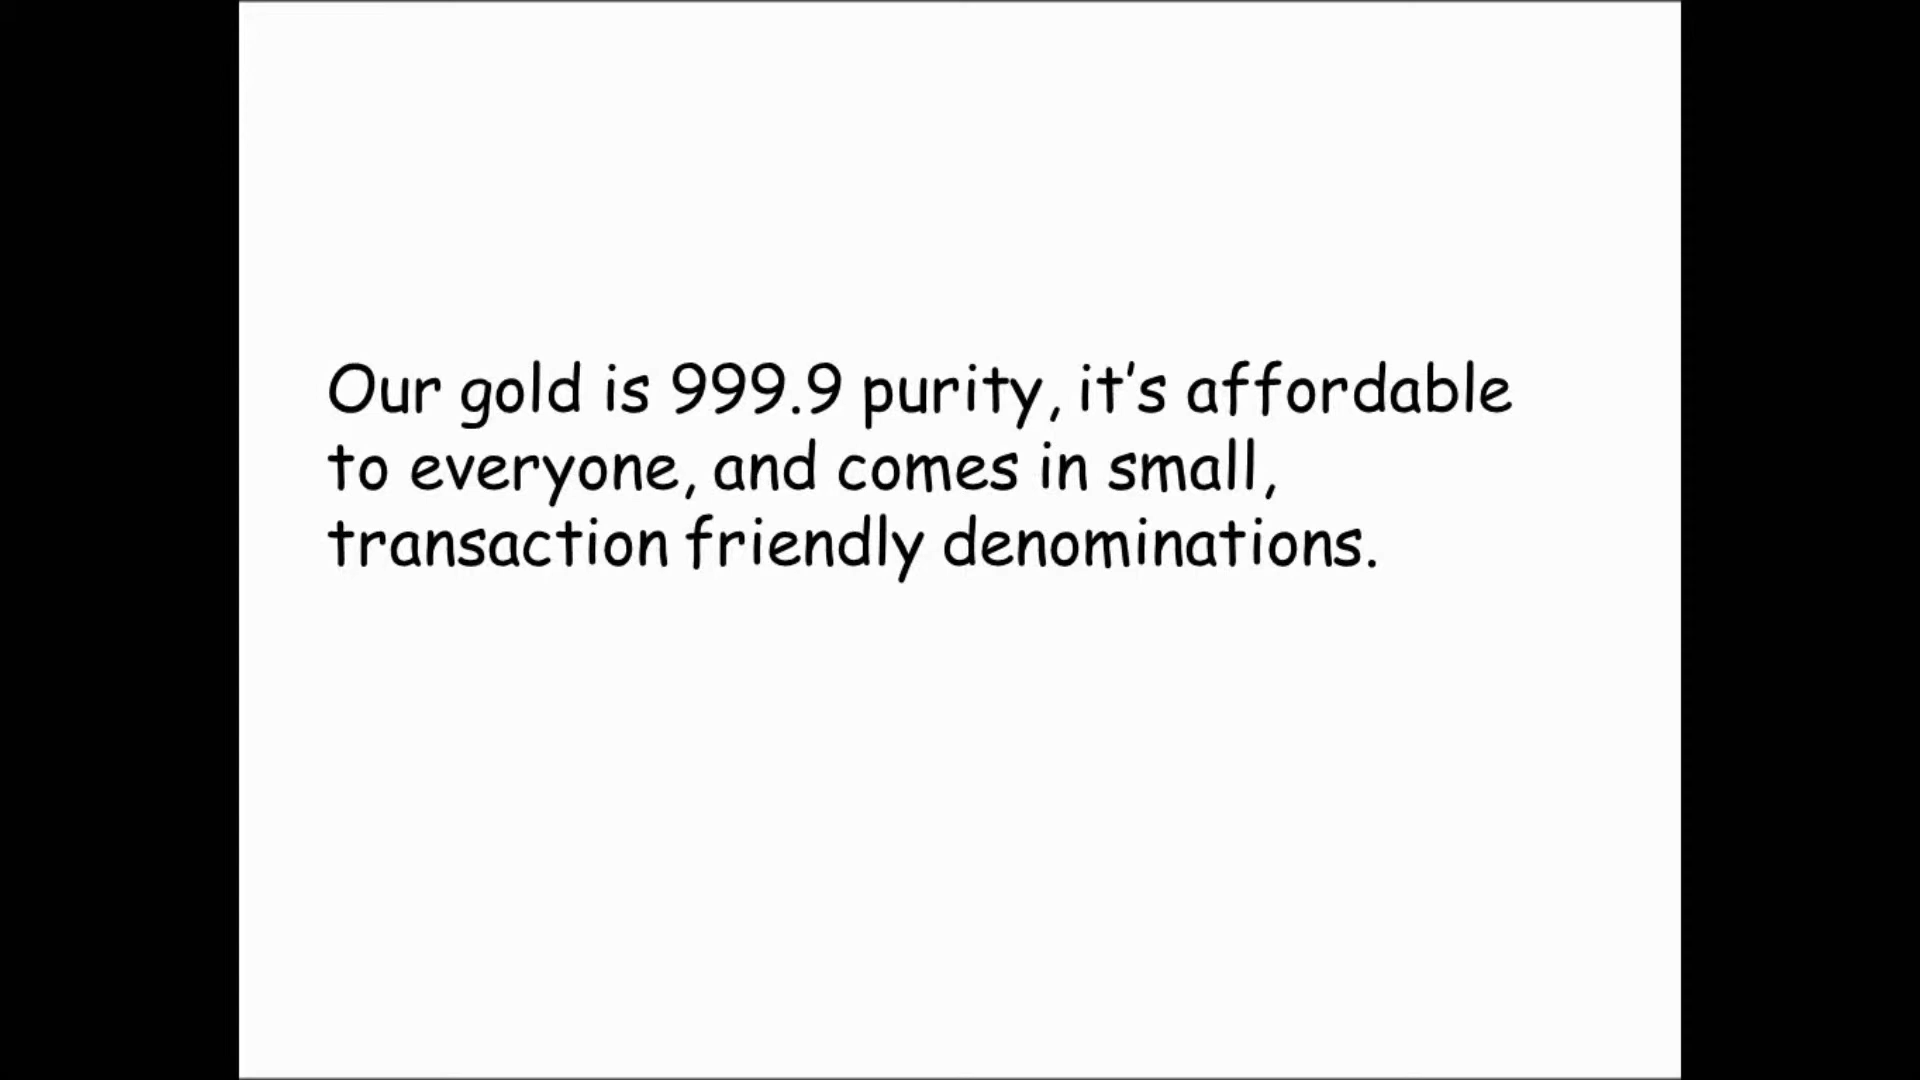 Our gold is 999.9 purity, it's affordable
to everyone, and comes in small,
transaction friendly denominations.